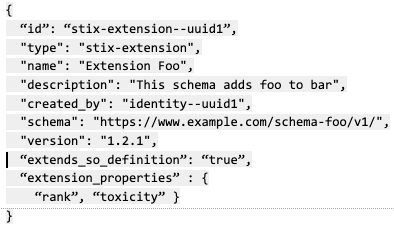 {
“id”: “stix-extension--uuid1”,
"type": "stix-extension",
"name": "Extension Foo",
"description": "This schema adds foo to bar",
"created_by": "identity--uuid1",
"schema": "https://www.example.com/schema-foo/v1/",
"version": "1.2.1",
“extends_so_definition”: “true”,
“extension_properties” : {
“rank”, “toxicity” }
}